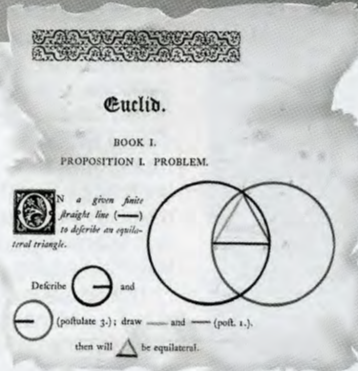 Euclid.
BOOK I.
PROPOSITION I. PROBLEM.
ON a given finite
ſtraight line ( )
to deſcribe an equila-
teral triangle.
Deſcribe and
(poſtulate 3.); draw and (poſt. 1.).
then will be equilateral.